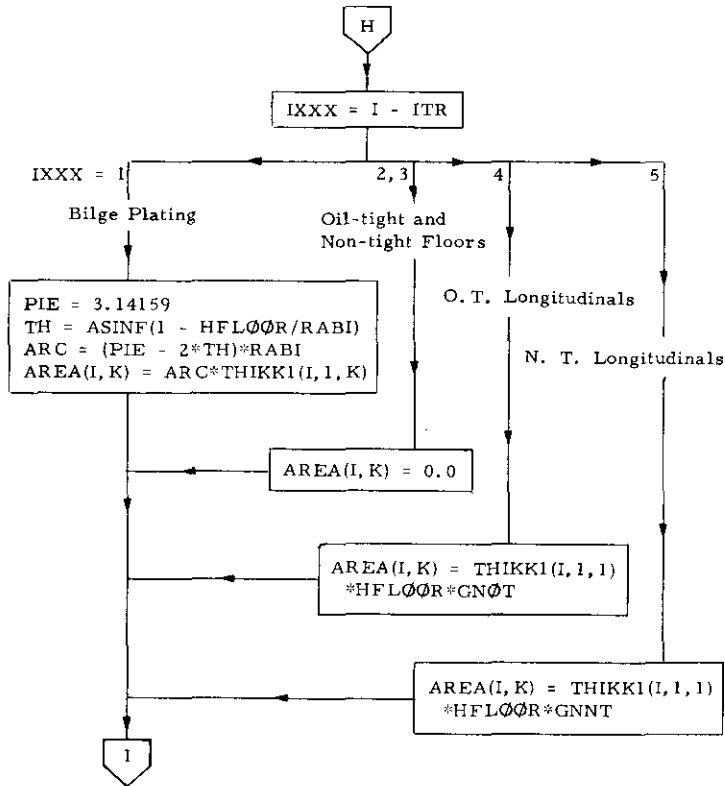 H
IXXX = I - ITR
IXXX = 1
2, 3
4
5
Bilge Plating
Oil-tight and
Non-tight Floors
O. T. Longitudinals
N. T. Longitudinals
PIE = 3.14159
TH = ASINF(1 - HFLØØR/RABI)
ARC = (PIE - 2*TH)*RABI
AREA(I, K) = ARC*THIKK1(I, 1, K)
AREA(I, K) = 0.0
AREA(I, K) = THIKK1(I, 1, 1)
*HFLØØR*GNØT
AREA(I, K) = THIKK1(I, 1, 1)
*HFLØØR*GNNT
I